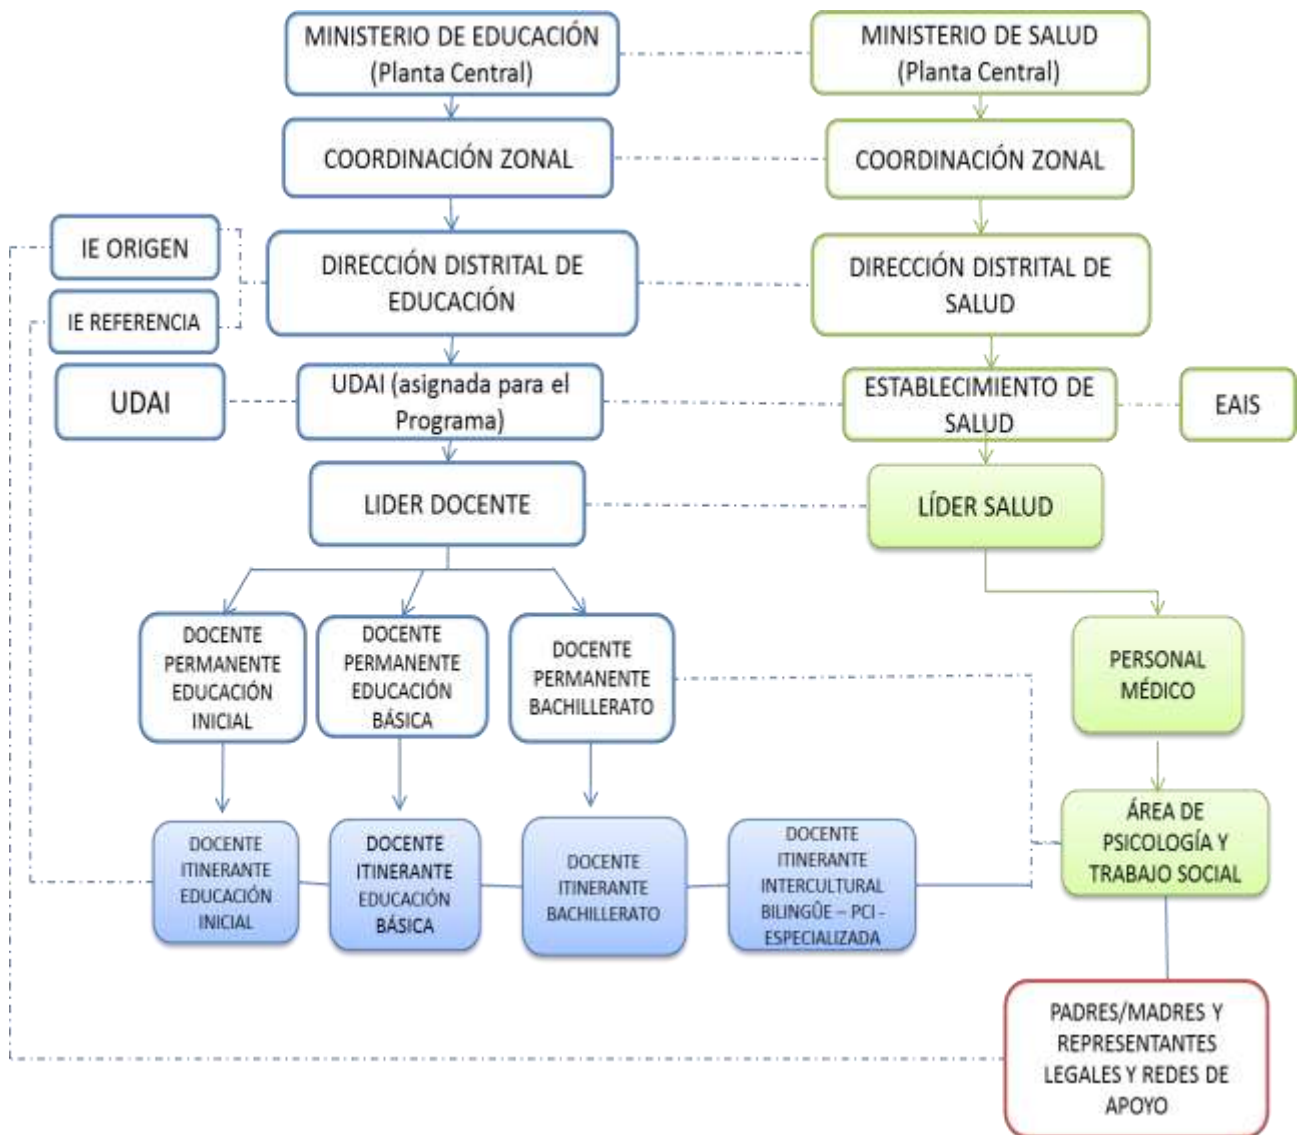 MINISTERIO DE EDUCACIÓN
(Planta Central)
MINISTERIO DE SALUD
(Planta Central)
COORDINACIÓN ZONAL
COORDINACIÓN ZONAL
IE ORIGEN
DIRECCIÓN DISTRITAL DE
EDUCACIÓN
DIRECCIÓN DISTRITAL DE
SALUD
IE REFERENCIA
UDAI
UDAI (asignada para el
Programa)
ESTABLECIMIENTO DE
SALUD
EAIS
LIDER DOCENTE
LÍDER SALUD
DOCENTE
PERMANENTE
EDUCACIÓN
INICIAL
DOCENTE
PERMANENTE
EDUCACIÓN
BÁSICA
DOCENTE
PERMANENTE
BACHILLERATO
PERSONAL
MÉDICO
DOCENTE
ITINERANTE
EDUCACIÓN
INICIAL
DOCENTE
ITINERANTE
EDUCACIÓN
BÁSICA
DOCENTE
ITINERANTE
BACHILLERATO
DOCENTE
ITINERANTE
INTERCULTURAL
BILINGÛE – PCI -
ESPECIALIZADA
ÁREA DE
PSICOLOGÍA Y
TRABAJO SOCIAL
PADRES/MADRES Y
REPRESENTANTES
LEGALES Y REDES DE
APOYO